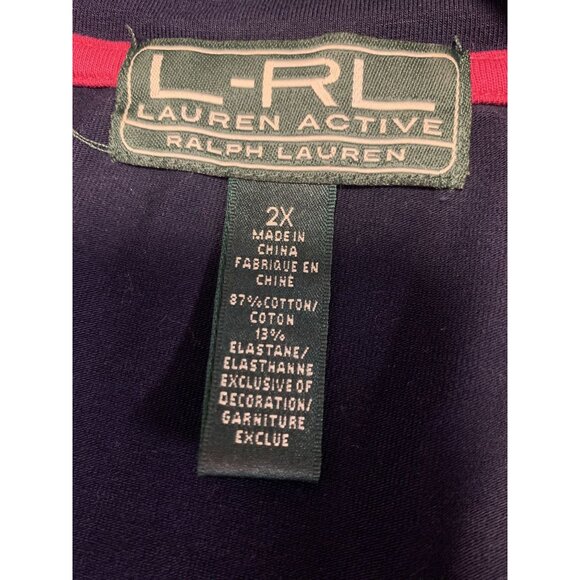 L-RL
LAUREN ACTIVE
RALPH LAUREN
2X
MADE IN
CHINA
FABRIQUE EN
CHINE
87% COTTON/
COTON
13%
ELASTANE/
ELASTHANNE
EXCLUSIVE OF
DECORATION/
GARNITURE
EXCLUE